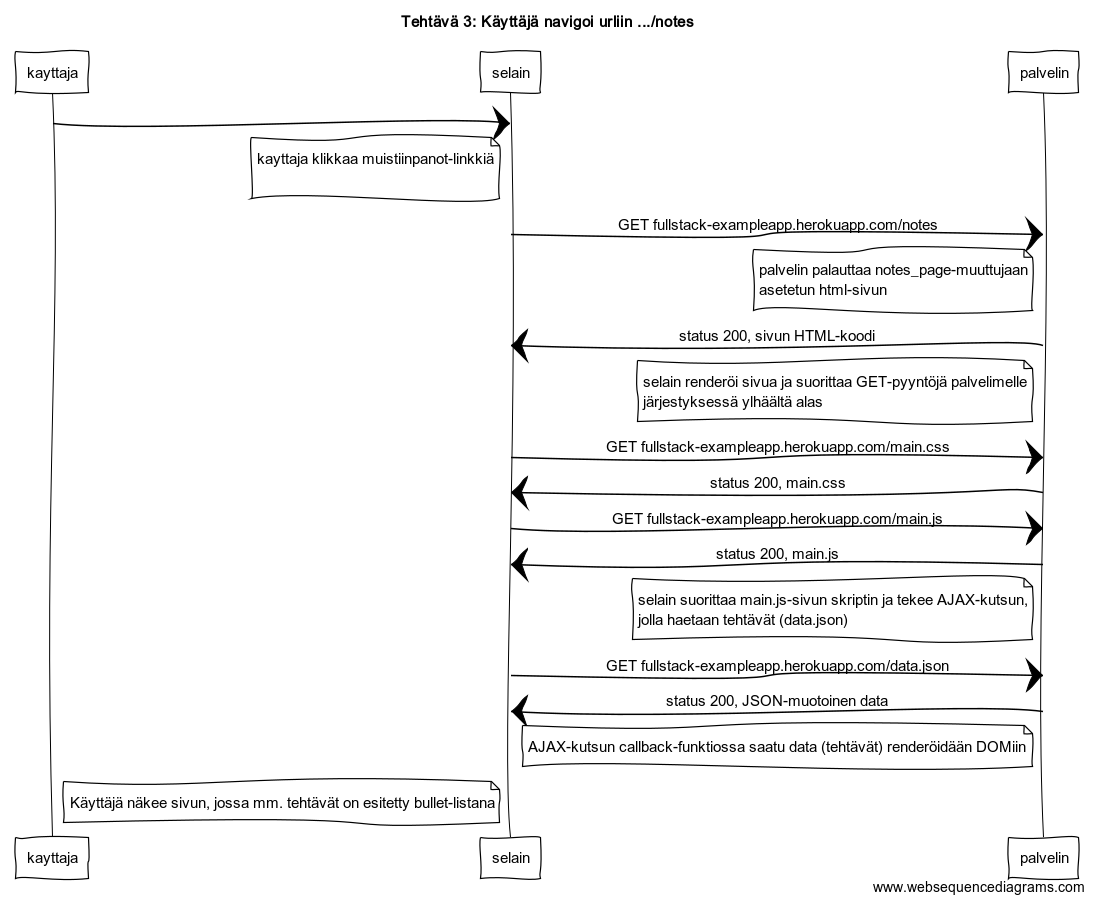 Tehtävä 3: Käyttäjä navigoi urliin .../notes
kayttaja
selain
palvelin
kayttaja klikkaa muistiinpanot-linkkiä
GET fullstack-exampleapp.herokuapp.com/notes
palvelin palauttaa notes_page-muuttujaan
asetetun html-sivun
status 200, sivun HTML-koodi
selain renderöi sivua ja suorittaa GET-pyyntöjä palvelimelle
järjestyksessä ylhäältä alas
GET fullstack-exampleapp.herokuapp.com/main.css
status 200, main.css
GET fullstack-exampleapp.herokuapp.com/main.js
status 200, main.js
selain suorittaa main.js-sivun skriptin ja tekee AJAX-kutsun,
jolla haetaan tehtävät (data.json)
GET fullstack-exampleapp.herokuapp.com/data.json
status 200, JSON-muotoinen data
AJAX-kutsun callback-funktiossa saatu data (tehtävät) renderöidään DOMiin
Käyttäjä näkee sivun, jossa mm. tehtävät on esitetty bullet-listana
kayttaja
selain
palvelin
www.websequencediagrams.com